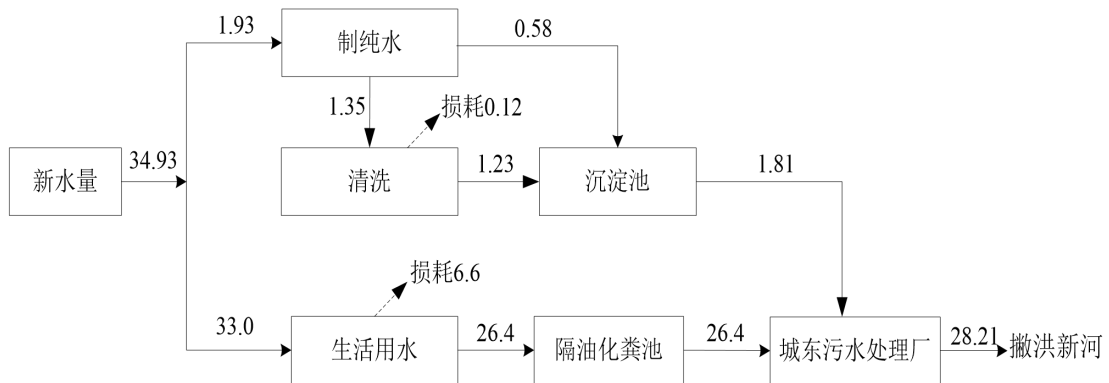 1.93
制纯水
0.58
1.35
损耗0.12
新水量
34.93
清洗
1.23
沉淀池
1.81
损耗6.6
33.0
生活用水
26.4
隔油化粪池
26.4
城东污水处理厂
28.21
撇洪新河